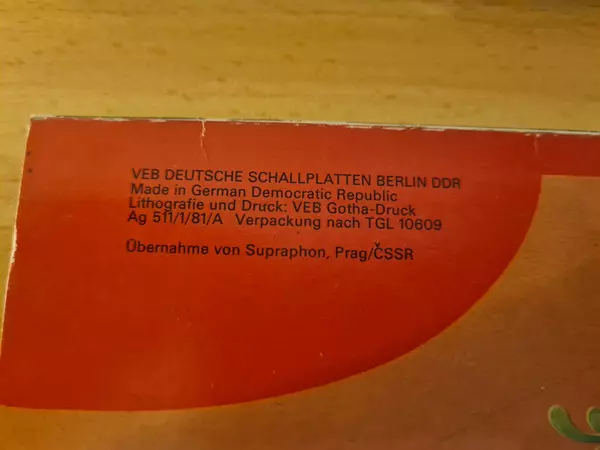 VEB DEUTSCHE SCHALLPLATTEN BERLIN DDR
Made in German Democratic Republic
Lithografie und Druck: VEB Gotha-Druck
Ag 511/1/81/A Verpackung nach TGL 10609
Übernahme von Supraphon, Prag/ČSSR